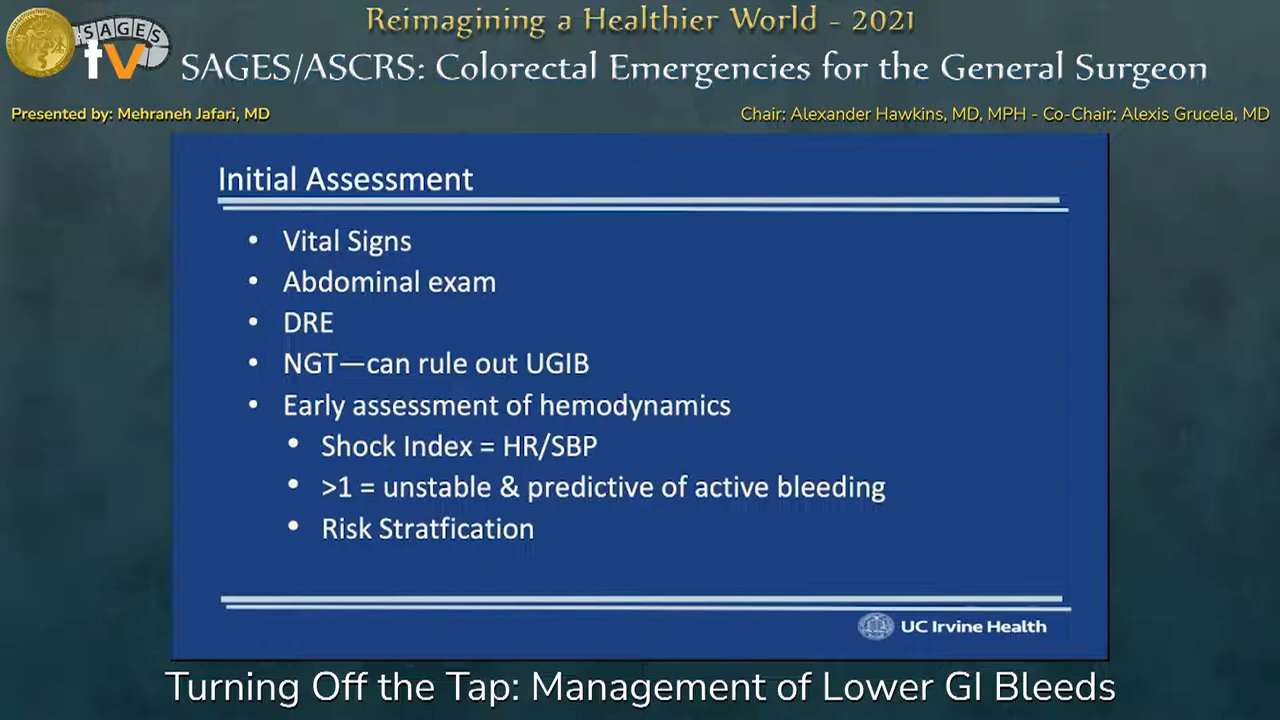 Reimagining a Healthier World - 2021
SAGES
tv
SAGES/ASCRS: Colorectal Emergencies for the General Surgeon
Presented by: Mehraneh Jafari, MD
Chair: Alexander Hawkins, MD, MPH - Co-Chair: Alexis Grucela, MD
Initial Assessment
• Vital Signs
• Abdominal exam
• DRE
• NGT—can rule out UGIB
• Early assessment of hemodynamics
• Shock Index = HR/SBP
• >1 = unstable & predictive of active bleeding
• Risk Stratfication
UC Irvine Health
Turning Off the Tap: Management of Lower GI Bleeds